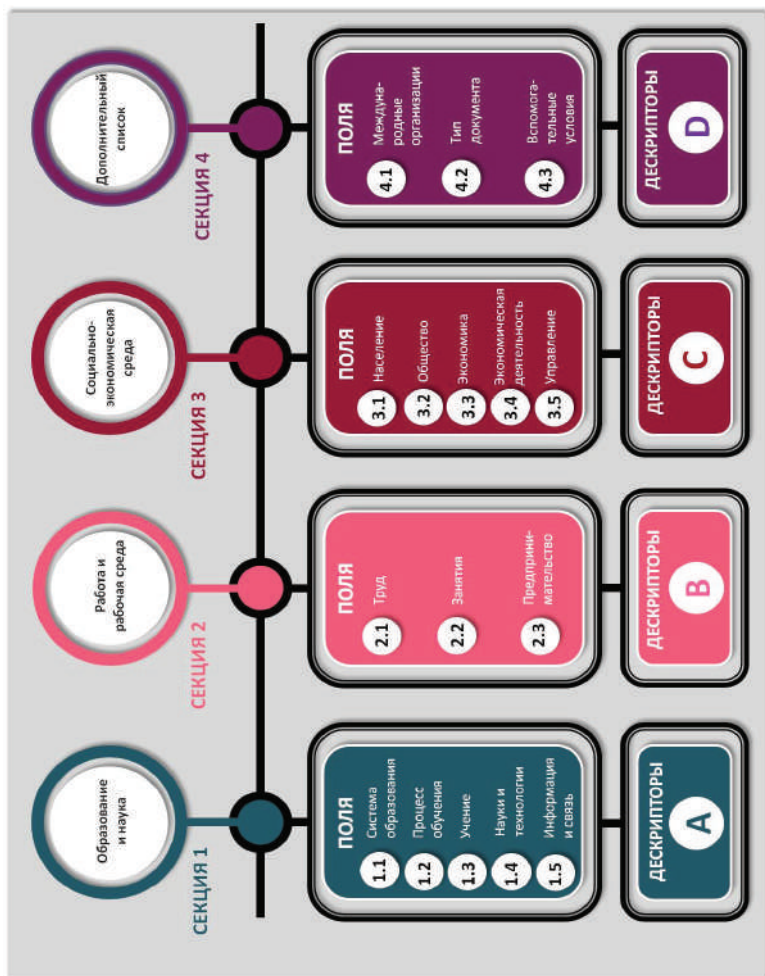 Образование
и наука
СЕКЦИЯ 1
ПОЛЯ
1.1 Система
образования
1.2 Процесс
обучения
1.3 Учение
1.4 Науки и
технологии
1.5 Информация
и связь
ДЕСКРИПТОРЫ
A
Работа и
рабочая среда
СЕКЦИЯ 2
ПОЛЯ
2.1 Труд
2.2 Занятия
2.3 Предприни-
мательство
ДЕСКРИПТОРЫ
B
Социально-
экономическая
среда
СЕКЦИЯ 3
ПОЛЯ
3.1 Население
3.2 Общество
3.3 Экономика
3.4 Экономическая
деятельность
3.5 Управление
ДЕСКРИПТОРЫ
C
Дополнительный
список
СЕКЦИЯ 4
ПОЛЯ
4.1 Междуна-
родные
организации
4.2 Тип
документа
4.3 Вспомога-
тельные
условия
ДЕСКРИПТОРЫ
D